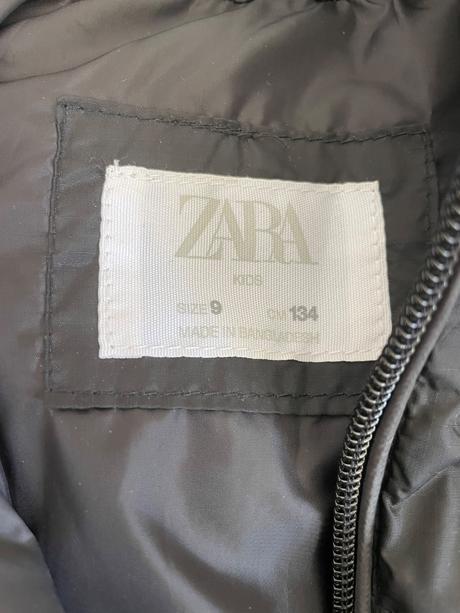 ZARA
KIDS
SIZE 9 CM 134
MADE IN BANGLADESH